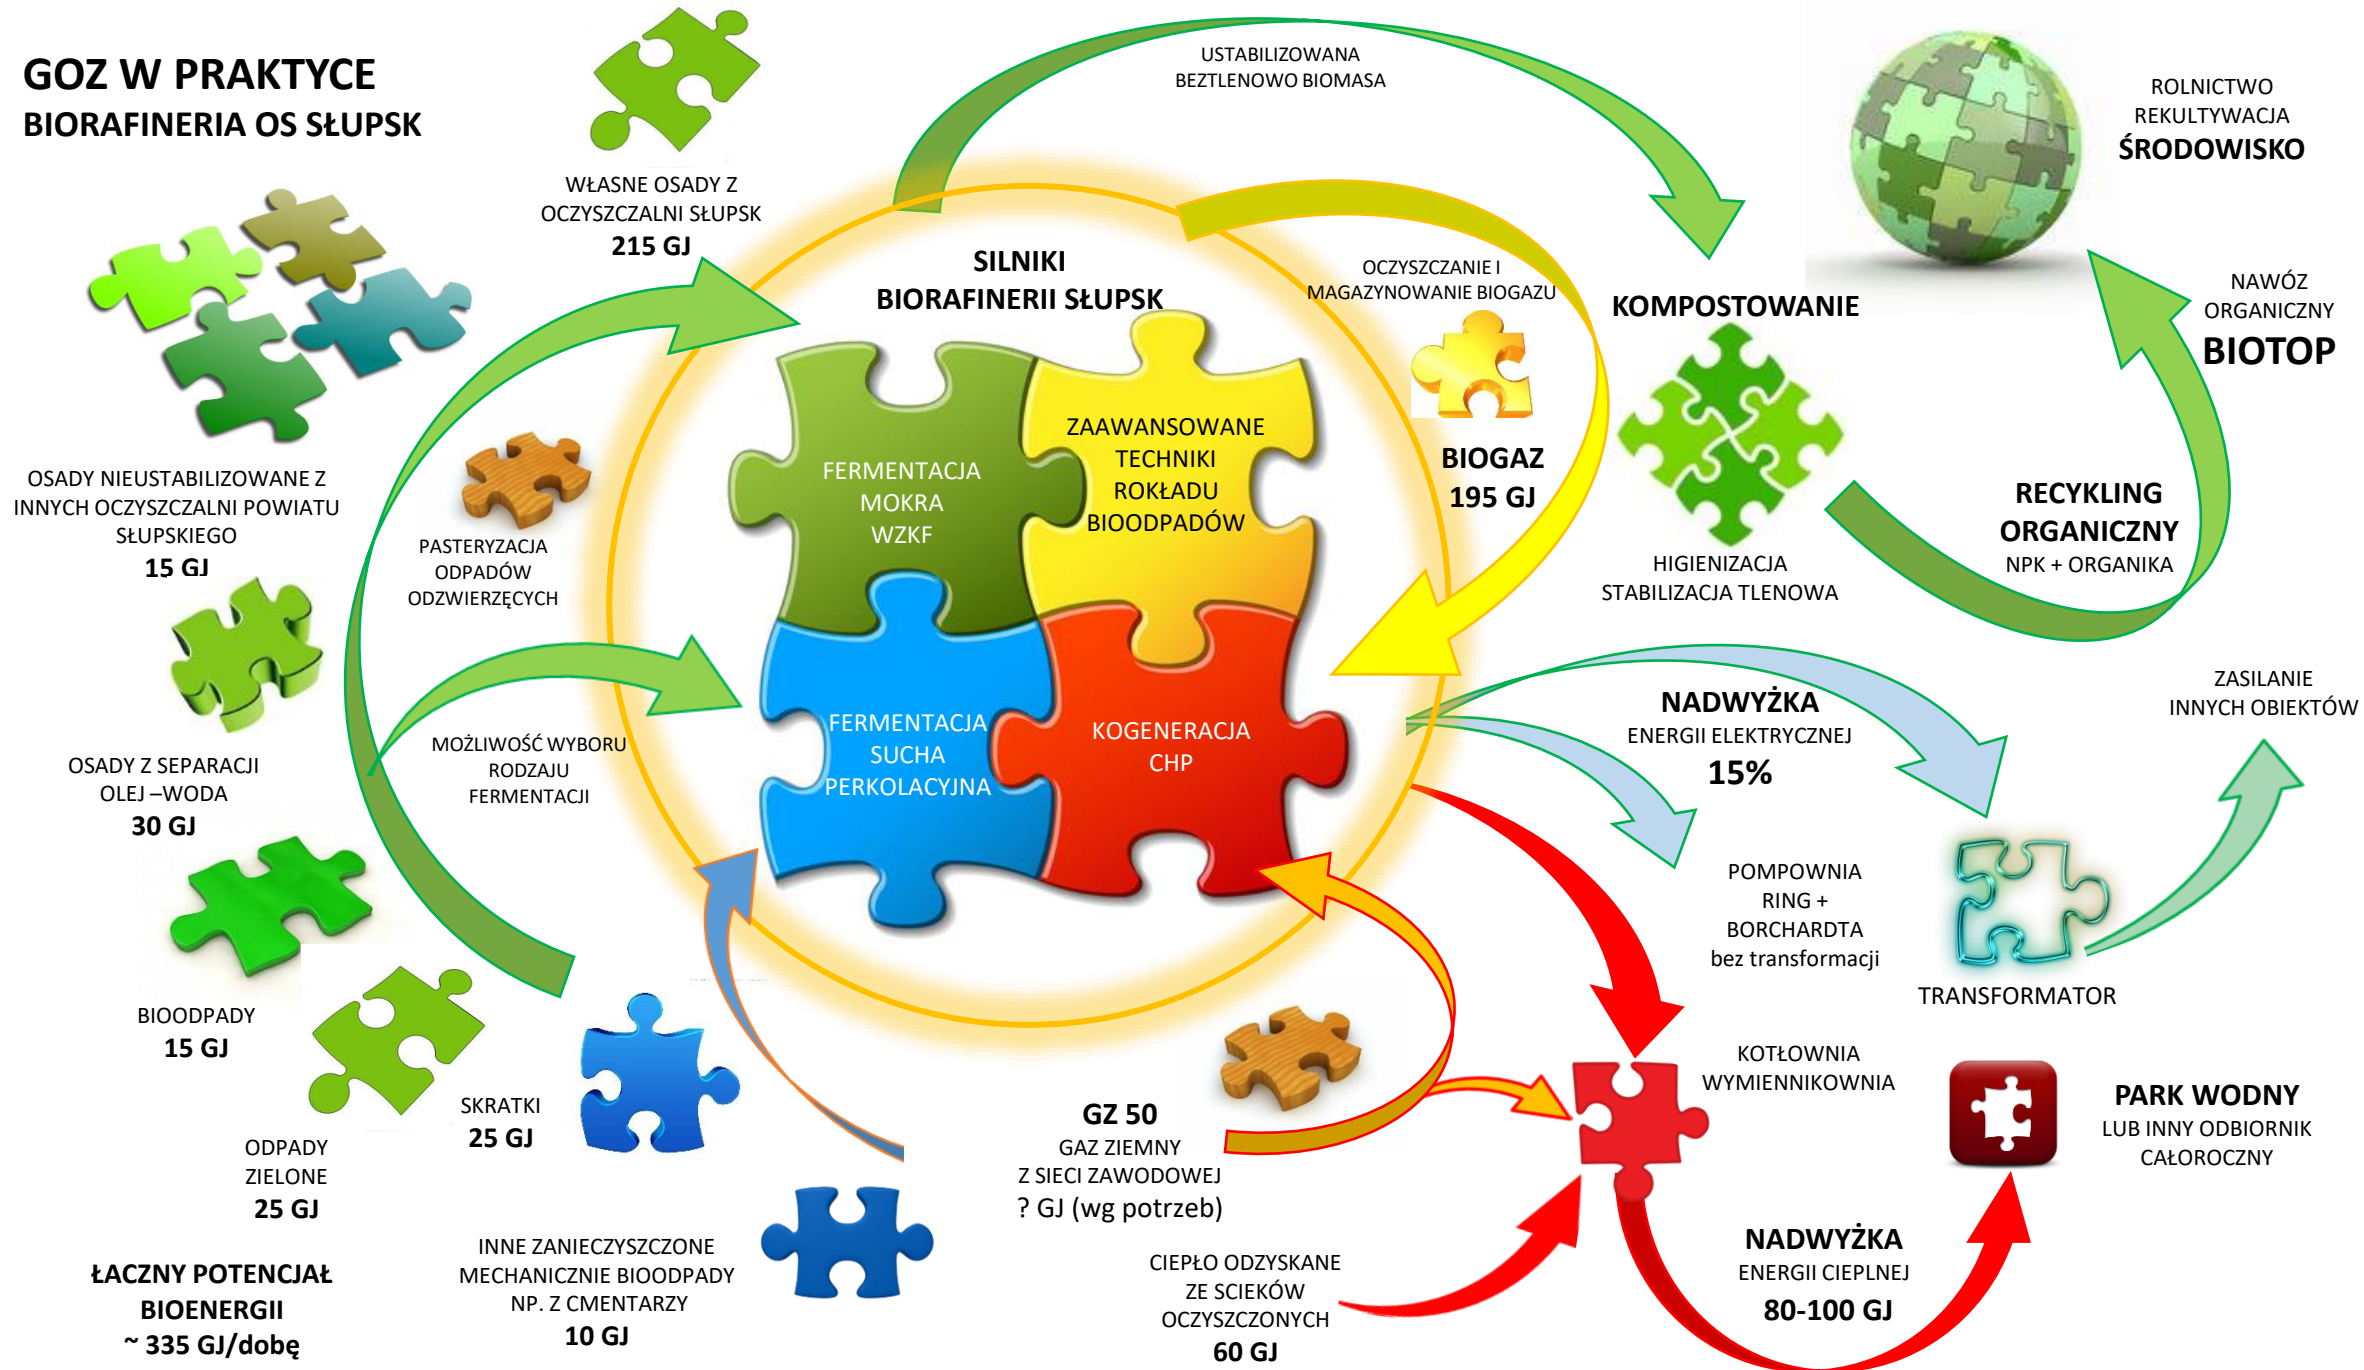 GOZ W PRAKTYCE
BIORAFINERIA OS SŁUPSK
WŁASNE OSADY Z
OCZYSZCZALNI SŁUPSK
215 GJ
USTABILIZOWANA
BEZTLENOWO BIOMASA
ROLNICTWO
REKULTYWACJA
ŚRODOWISKO
OSADY NIEUSTABILIZOWANE Z
INNYCH OCZYSZCZALNI POWIATU
SŁUPSKIEGO
15 GJ
PASTERYZACJA
ODPADÓW
ODZWIERZĘCYCH
SILNIKI
BIORAFINERII SŁUPSK
FERMENTACJA
MOKRA
WZKF
ZAAWANSOWANE
TECHNIKI
ROKŁADU
BIOODPADÓW
FERMENTACJA
SUCHA
PERKOLACYJNA
KOGENERACJA
CHP
OCZYSZCZANIE I
MAGAZYNOWANIE BIOGAZU
BIOGAZ
195 GJ
KOMPOSTOWANIE
HIGIENIZACJA
STABILIZACJA TLENOWA
NAWÓZ
ORGANICZNY
BIOTOP
RECYKLING
ORGANICZNY
NPK + ORGANIKA
OSADY Z SEPARACJI
OLEJ –WODA
30 GJ
MOŻLIWOŚĆ WYBORU
RODZAJU
FERMENTACJI
NADWYŻKA
ENERGII ELEKTRYCZNEJ
15%
ZASILANIE
INNYCH OBIEKTÓW
POMPOWNIA
RING +
BORCHARDTA
bez transformacji
TRANSFORMATOR
BIOODPADY
15 GJ
ODPADY
ZIELONE
25 GJ
SKRATKI
25 GJ
INNE ZANIECZYSZCZONE
MECHANICZNIE BIOODPADY
NP. Z CMENTARZY
10 GJ
GZ 50
GAZ ZIEMNY
Z SIECI ZAWODOWEJ
? GJ (wg potrzeb)
CIEPŁO ODZYSKANE
ZE SCIEKÓW
OCZYSZCZONYCH
60 GJ
KOTŁOWNIA
WYMIENNIKOWNIA
PARK WODNY
LUB INNY ODBIORNIK
CAŁOROCZNY
NADWYŻKA
ENERGII CIEPLNEJ
80-100 GJ
ŁACZNY POTENCJAŁ
BIOENERGII
~ 335 GJ/dobę